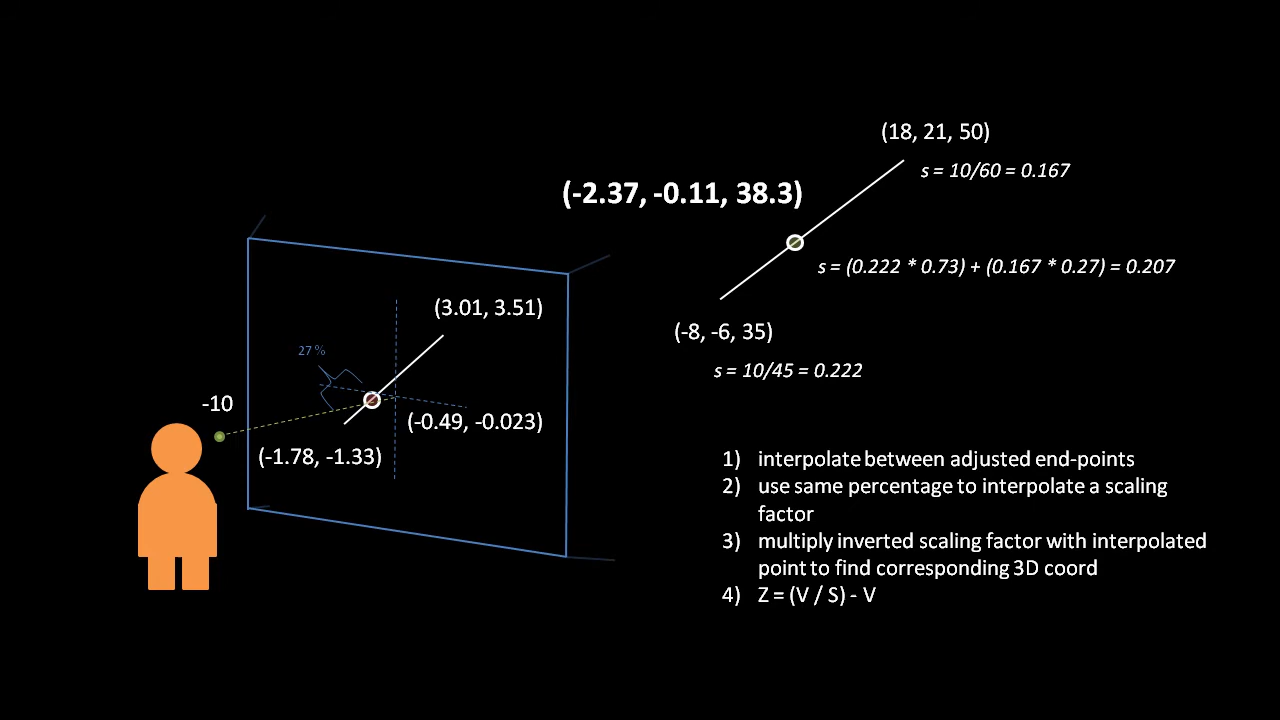 (18, 21, 50)
s = 10/60 = 0.167
(-2.37, -0.11, 38.3)
s = (0.222 * 0.73) + (0.167 * 0.27) = 0.207
(3.01, 3.51)
(-8, -6, 35)
27%
s = 10/45 = 0.222
-10
(-0.49, -0.023)
(-1.78, -1.33)
1) interpolate between adjusted end-points
2) use same percentage to interpolate a scaling
factor
3) multiply inverted scaling factor with interpolated
point to find corresponding 3D coord
4) Z = (V / S) - V